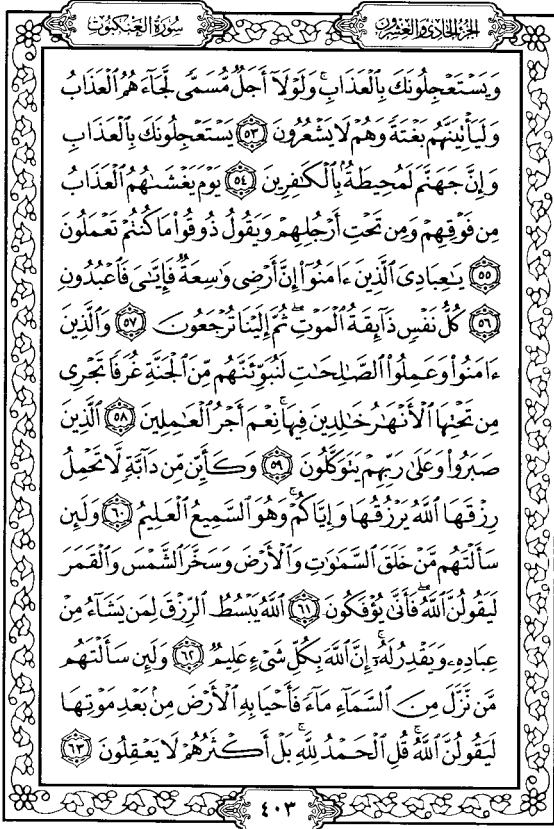 الجزء الحادي والعشرون
سورة العنكبوت
وَيَسْتَعْجِلُونَكَ بِٱلْعَذَابِ ۚ وَلَوْلَآ أَجَلٌ مُّسَمًّى لَّجَآءَهُمُ ٱلْعَذَابُ
وَلَيَأْتِيَنَّهُم بَغْتَةً وَهُمْ لَا يَشْعُرُونَ ٥٣ يَسْتَعْجِلُونَكَ بِٱلْعَذَابِ
وَإِنَّ جَهَنَّمَ لَمُحِيطَةٌۢ بِٱلْكَـٰفِرِينَ ٥٤ يَوْمَ يَغْشَىٰهُمُ ٱلْعَذَابُ
مِن فَوْقِهِمْ وَمِن تَحْتِ أَرْجُلِهِمْ وَيَقُولُ ذُوقُوا۟ مَا كُنتُمْ تَعْمَلُونَ
٥٥ يَـٰعِبَادِىَ ٱلَّذِينَ ءَامَنُوٓا۟ إِنَّ أَرْضِى وَٰسِعَةٌ فَإِيَّـٰىَ فَٱعْبُدُونِ
٥٦ كُلُّ نَفْسٍ ذَآئِقَةُ ٱلْمَوْتِ ۖ ثُمَّ إِلَيْنَا تُرْجَعُونَ ٥٧ وَٱلَّذِينَ
ءَامَنُوا۟ وَعَمِلُوا۟ ٱلصَّـٰلِحَـٰتِ لَنُبَوِّئَنَّهُم مِّنَ ٱلْجَنَّةِ غُرَفًا تَجْرِى
مِن تَحْتِهَا ٱلْأَنْهَـٰرُ خَـٰلِدِينَ فِيهَا ۚ نِعْمَ أَجْرُ ٱلْعَـٰمِلِينَ ٥٨ ٱلَّذِينَ
صَبَرُوا۟ وَعَلَىٰ رَبِّهِمْ يَتَوَكَّلُونَ ٥٩ وَكَأَيِّن مِّن دَآبَّةٍ لَّا تَحْمِلُ
رِزْقَهَا ٱللَّهُ يَرْزُقُهَا وَإِيَّاكُمْ ۚ وَهُوَ ٱلسَّمِيعُ ٱلْعَلِيمُ ٦٠ وَلَئِن
سَأَلْتَهُم مَّنْ خَلَقَ ٱلسَّمَـٰوَٰتِ وَٱلْأَرْضَ وَسَخَّرَ ٱلشَّمْسَ وَٱلْقَمَرَ
لَيَقُولُنَّ ٱللَّهُ ۖ فَأَنَّىٰ يُؤْفَكُونَ ٦١ ٱللَّهُ يَبْسُطُ ٱلرِّزْقَ لِمَن يَشَآءُ مِنْ
عِبَادِهِۦ وَيَقْدِرُ لَهُۥٓ ۚ إِنَّ ٱللَّهَ بِكُلِّ شَىْءٍ عَلِيمٌ ٦٢ وَلَئِن سَأَلْتَهُم
مَّن نَّزَّلَ مِنَ ٱلسَّمَآءِ مَآءً فَأَحْيَا بِهِ ٱلْأَرْضَ مِنۢ بَعْدِ مَوْتِهَا
لَيَقُولُنَّ ٱللَّهُ ۚ قُلِ ٱلْحَمْدُ لِلَّهِ ۚ بَلْ أَكْثَرُهُمْ لَا يَعْقِلُونَ ٦٣
٤٠٣